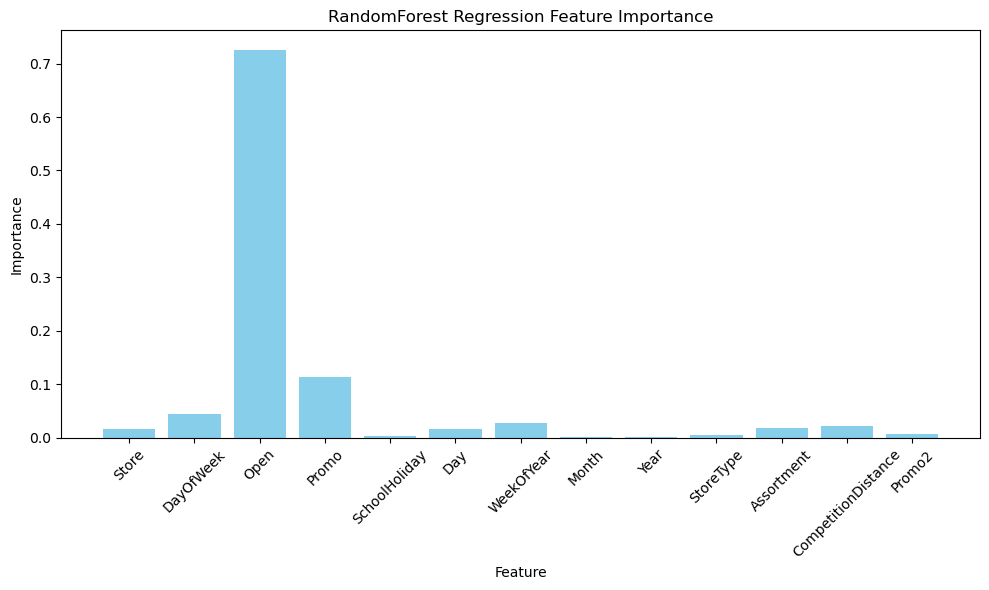 RandomForest Regression Feature Importance
Importance
0.7
0.6
0.5
0.4
0.3
0.2
0.1
0.0
Store
DayOfWeek
Open
Promo
SchoolHoliday
Day
WeekOfYear
Month
Year
StoreType
Assortment
CompetitionDistance
Promo2
Feature